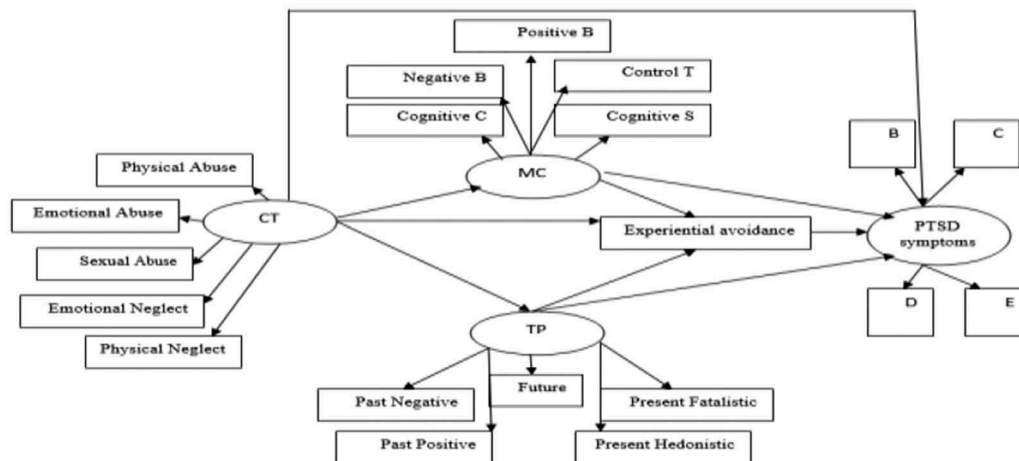 Positive B
Negative B
Control T
Cognitive C
Cognitive S
B
C
Physical Abuse
MC
Emotional Abuse
CT
Experiential avoidance
PTSD
symptoms
Sexual Abuse
Emotional Neglect
D
E
Physical Neglect
TP
Future
Past Negative
Present Fatalistic
Past Positive
Present Hedonistic